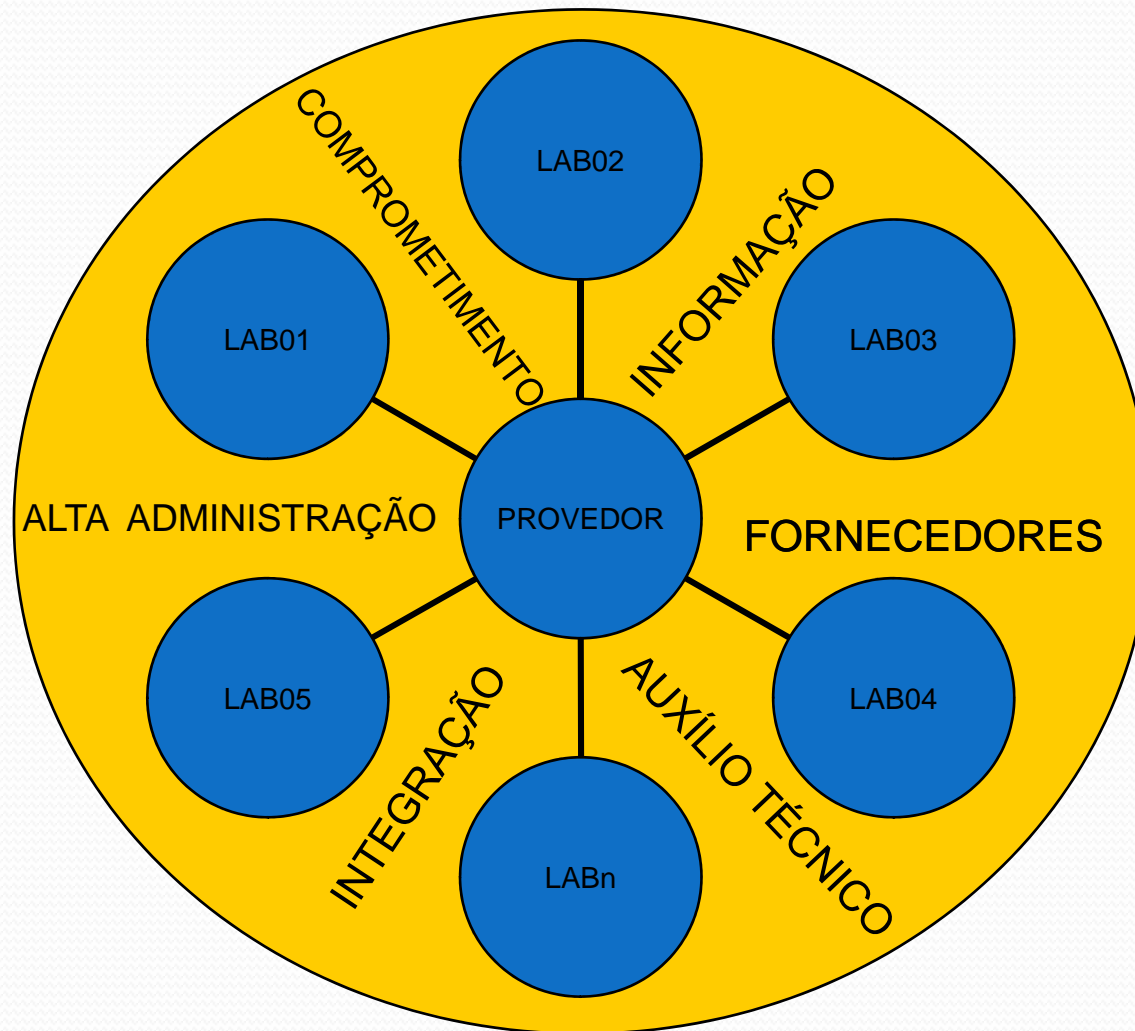 LAB02
COMPROMETIMENTO
INFORMAÇÃO
LAB01
LAB03
ALTA ADMINISTRAÇÃO
PROVEDOR
FORNECEDORES
LAB05
LAB04
INTEGRAÇÃO
AUXÍLIO TÉCNICO
LABn